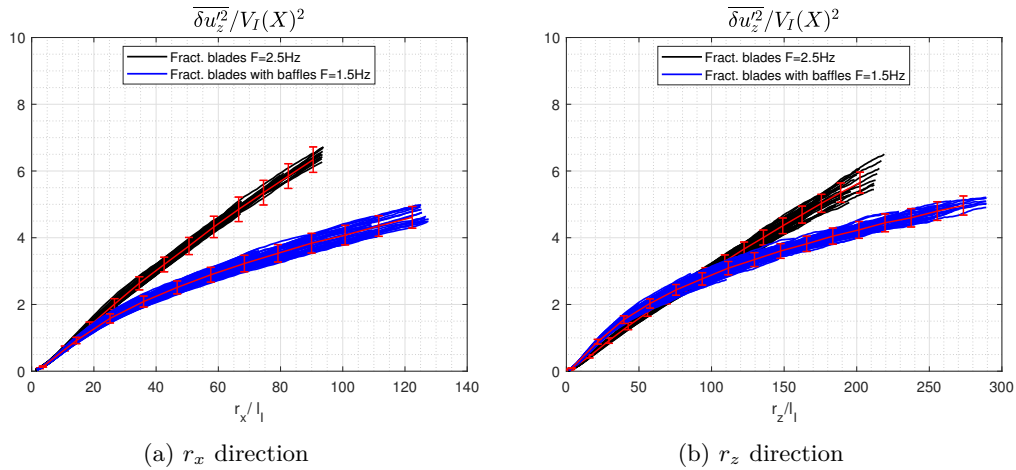 $\overline{\delta u_z'^2}/V_I(X)^2$
10
8
6
4
2
0
Fract. blades F=2.5Hz
Fract. blades with baffles F=1.5Hz
0 20 40 60 80 100 120 140
r_x/ l_I
(a) r_x direction
$\overline{\delta u_z'^2}/V_I(X)^2$
10
8
6
4
2
0
Fract. blades F=2.5Hz
Fract. blades with baffles F=1.5Hz
0 50 100 150 200 250 300
r_z/l_I
(b) r_z direction